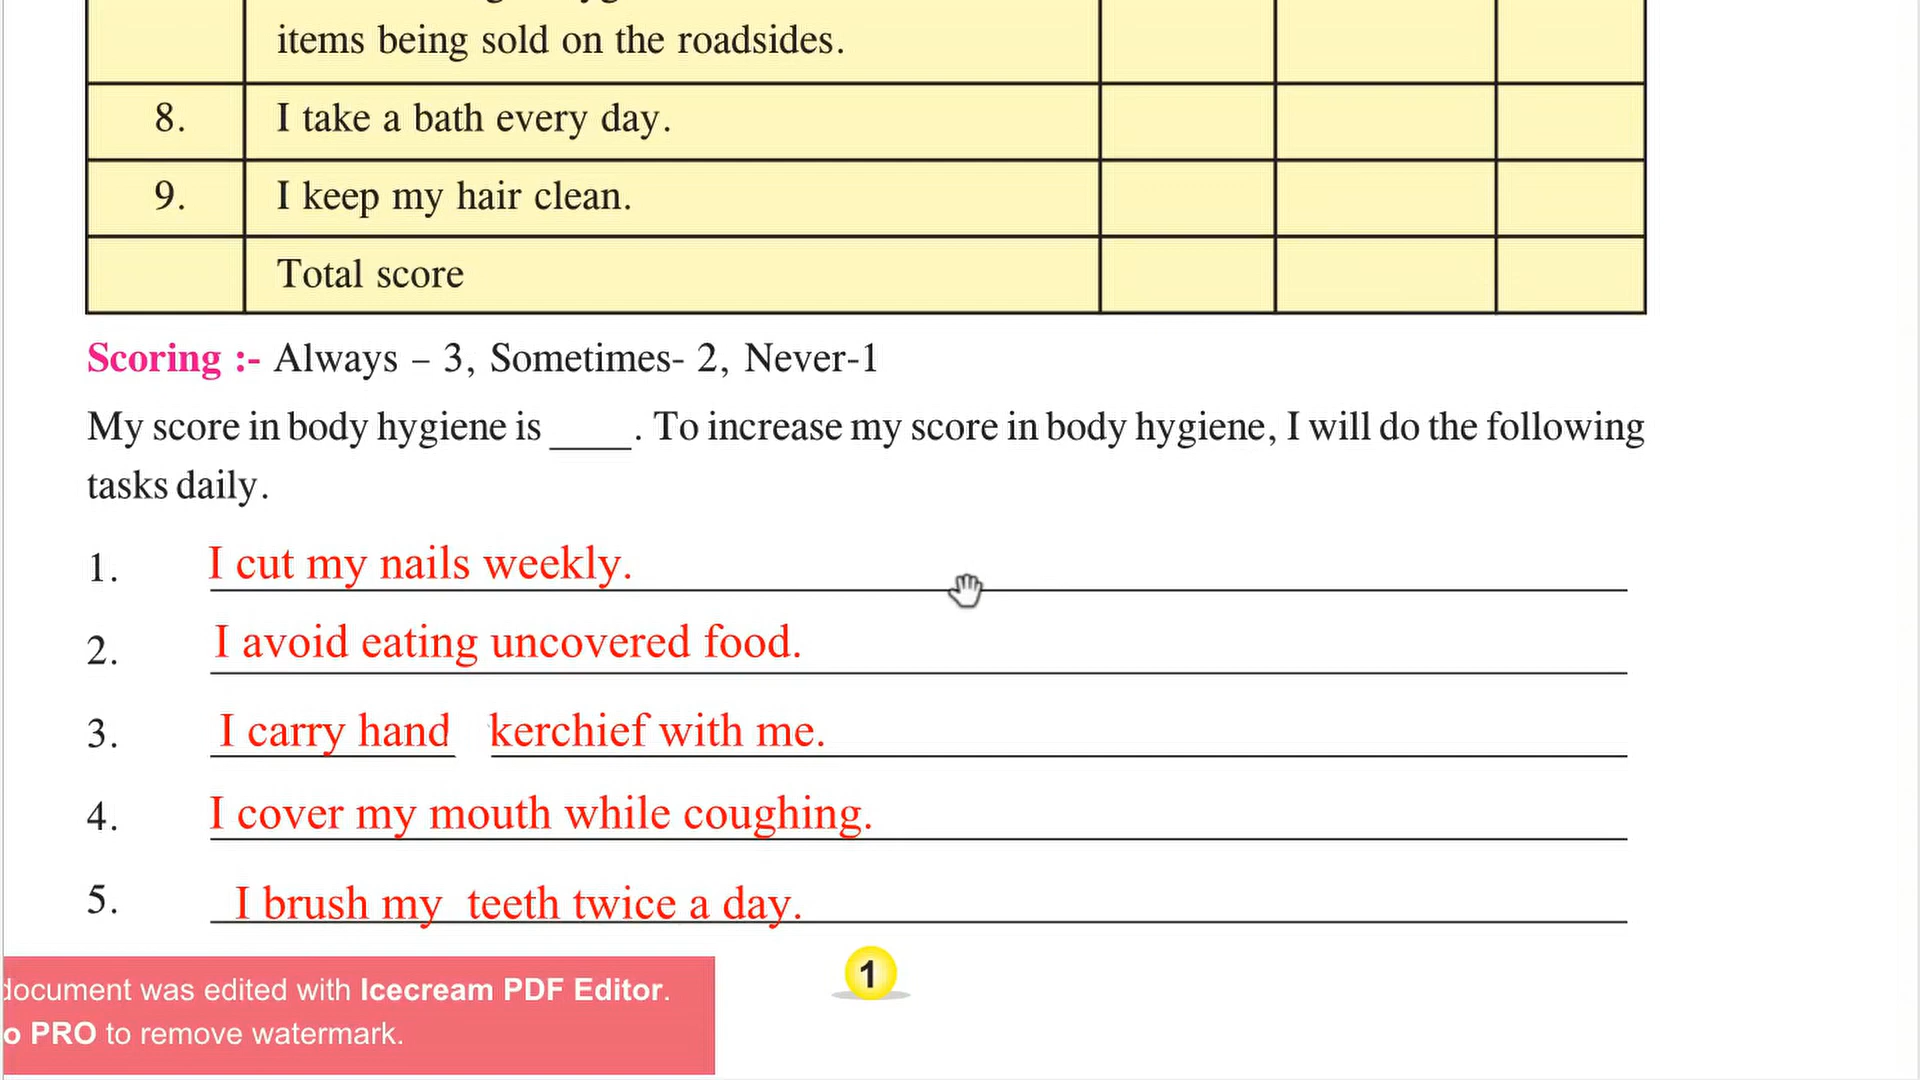 items being sold on the roadsides.
8. I take a bath every day.
9. I keep my hair clean.
Total score
Scoring :- Always – 3, Sometimes- 2, Never-1
My score in body hygiene is ____. To increase my score in body hygiene, I will do the following
tasks daily.
1. I cut my nails weekly.
2. I avoid eating uncovered food.
3. I carry hand kerchief with me.
4. I cover my mouth while coughing.
5. I brush my teeth twice a day.
1
document was edited with Icecream PDF Editor.
o PRO to remove watermark.